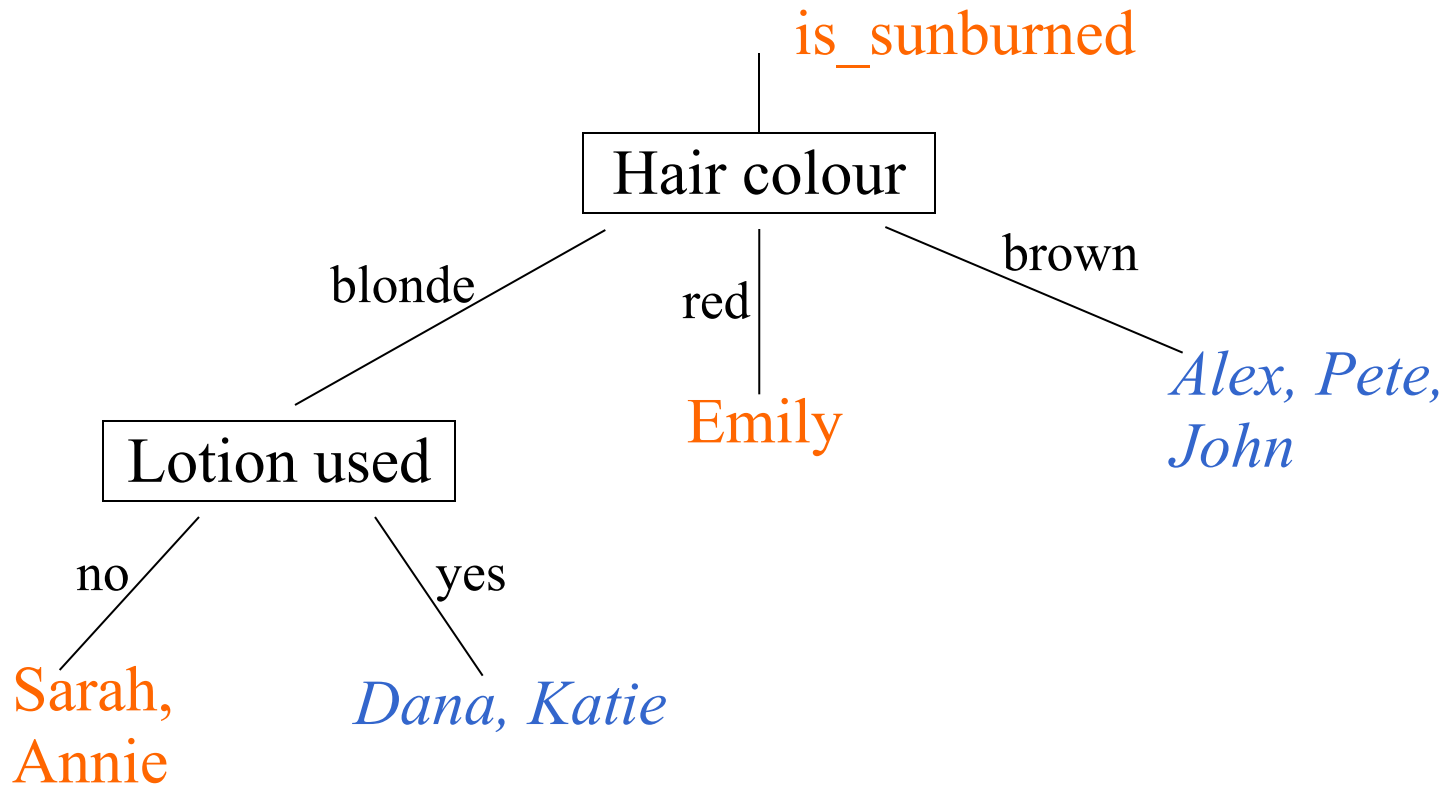 is_sunburned
Hair colour
blonde
red
brown
Alex, Pete,
John
Emily
Lotion used
no
yes
Sarah,
Annie
Dana, Katie